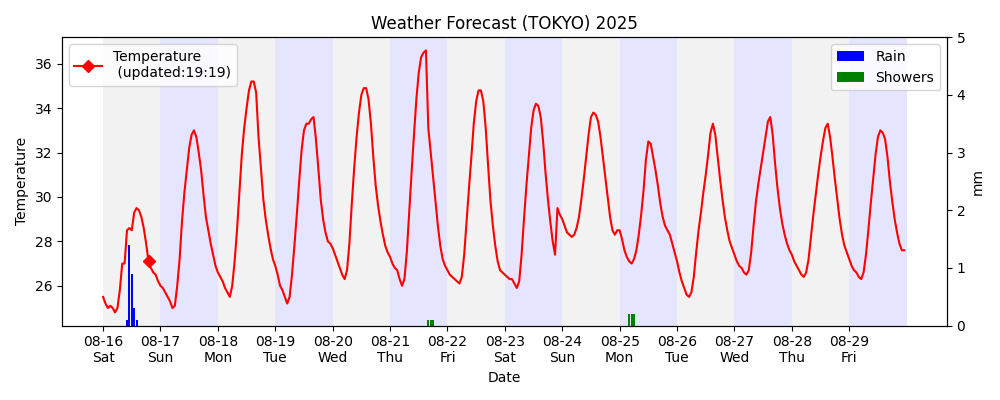 Weather Forecast (TOKYO) 2025
Temperature
(updated:19:19)
Rain
Showers
Temperature
36
34
32
30
28
26
5
4
3
2
1
0
mm
08-16 08-17 08-18 08-19 08-20 08-21 08-22 08-23 08-24 08-25 08-26 08-27 08-28 08-29
Sat Sun Mon Tue Wed Thu Fri Sat Sun Mon Tue Wed Thu Fri
Date